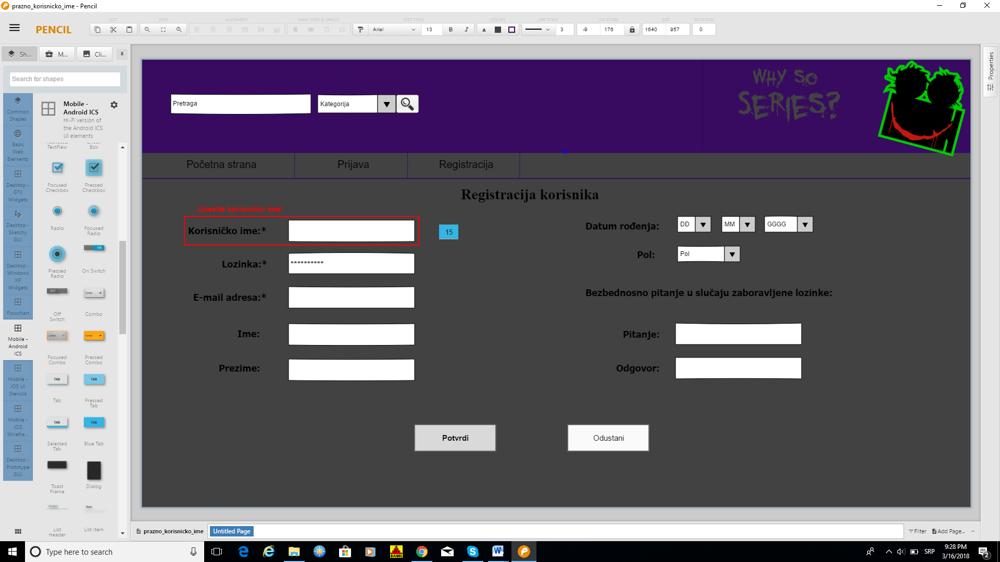 prazno_korisnicko_ime - Pencil
EDIT
100%
ALIGNMENT
SAME SIZES & SPACES
TEXT STYLE
COLORS
LINE STYLE
LOCATION
SIZE
ROTATION
PENCIL
Arial
13
B
I
A
3
-9
176
1640
957
0
Sh...
M...
Cli...
Search for shapes
Properties
Common
Shapes
Basic
Web
Elements
Desktop -
GTK
Widgets
Desktop -
Sketchy
GUI
Desktop -
Windows
XP
Widgets
Flowchart
Mobile -
Android
ICS
Mobile -
iOS UI
Stencils
Mobile -
iOS
Wirefra...
Desktop -
Prototype
GUI
Mobile -
Android ICS
Hi-Fi version of
the Android ICS
UI elements
Activated
TextFiew
Check
Box
Focused
Checkbox
Pressed
Checkbox
Radio
Focused
Radio
ON
Pressed
Radio
On Switch
OFF
Combo
Off
Switch
Combo
Combo
Combo
Focused
Combo
Pressed
Combo
TAB
TAB
Tab
Pressed
Tab
TAB
TAB
Selected
Tab
Blue Tab
Toast
Frame
Dialog
Header
Item
List
Header
List Item
Pretraga
Kategorija
WHY SO
SERIES?
Početna strana
Prijava
Registracija
Registracija korisnika
Unesite korisničko ime!
Korisničko ime:*
15
Lozinka:*
**********
E-mail adresa:*
Ime:
Prezime:
Datum rođenja:
DD
MM
GGGG
Pol:
Pol
Bezbednosno pitanje u slučaju zaboravljene lozinke:
Pitanje:
Odgovor:
Potvrdi
Odustani
prazno_korisnicko_ime
Untitled Page
Filter
Add Page...
Type here to search
BABEL
SRP
9:28 PM
3/16/2018
2